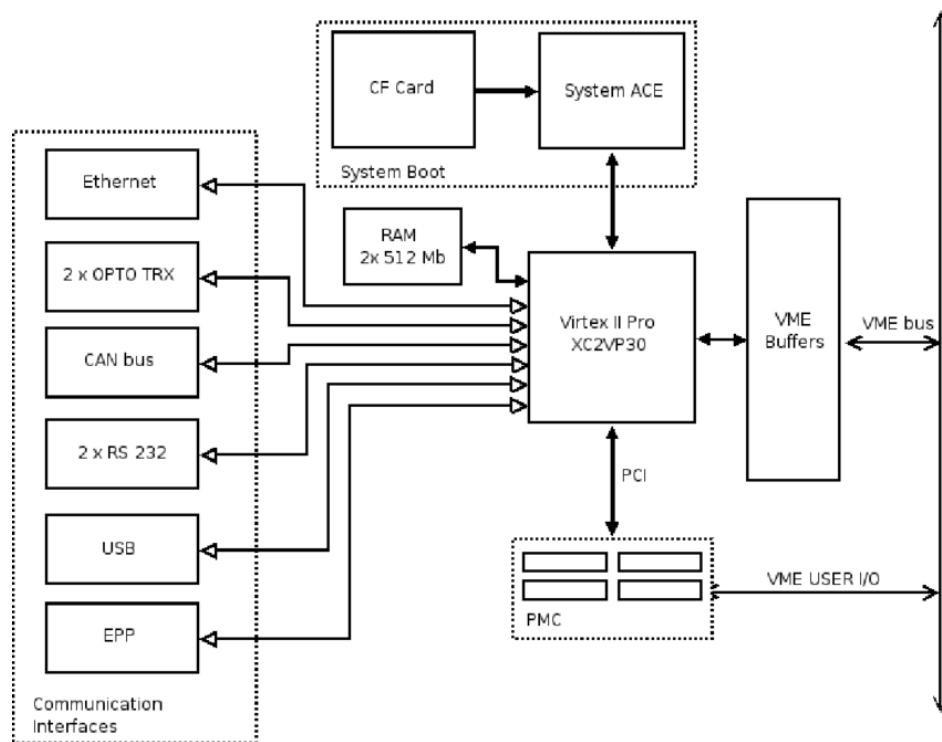 CF Card
System ACE
System Boot
Ethernet
2 x OPTO TRX
CAN bus
2 x RS 232
USB
EPP
Communication
Interfaces
RAM
2x 512 Mb
Virtex II Pro
XC2VP30
VME
Buffers
VME bus
PCI
PMC
VME USER I/O